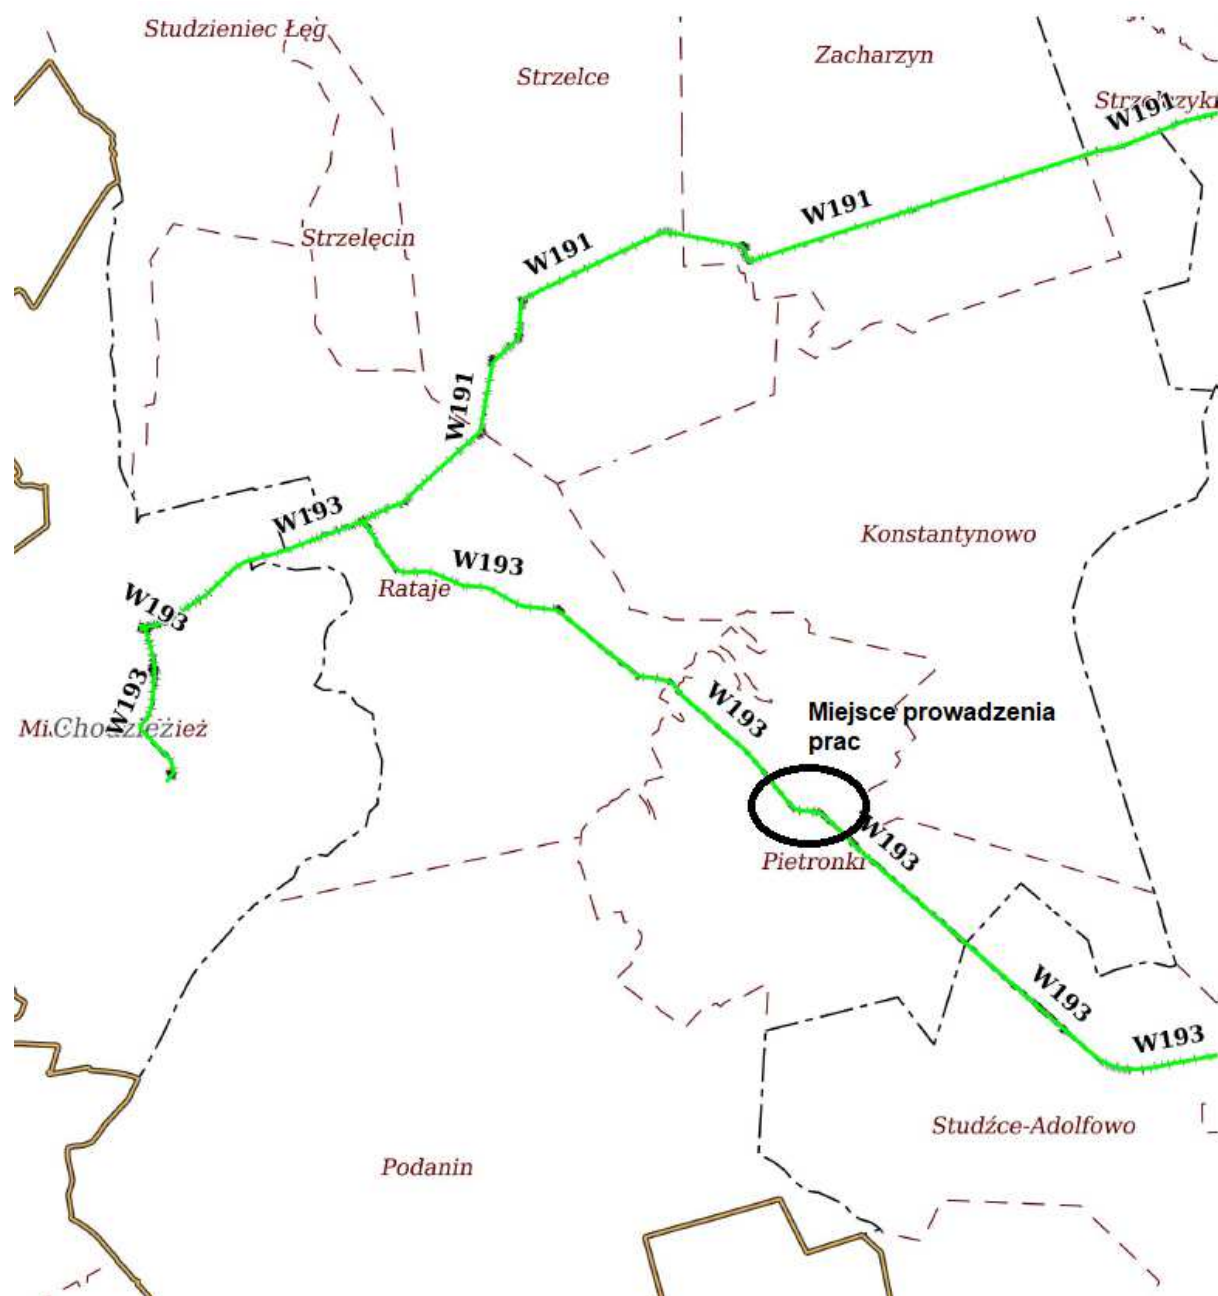 Studzieniec Łęg
Strzelce
Zacharzyn
W191
W191
Strzelęcin
W191
W191
W193
Konstantynowo
W193
Rataje
W193
W193
Chodzież
W193
Miejsce prowadzenia
prac
W193
Pietronki
W193
W193
Studźce-Adolfowo
Podanin